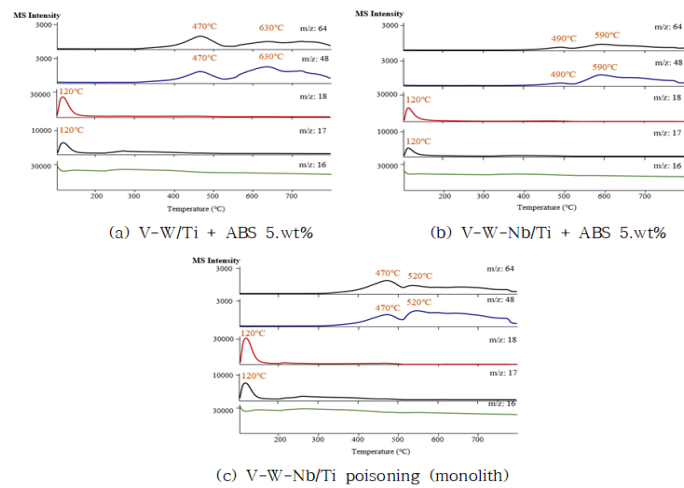 MS Intensity
3000
470℃
630℃
m/z: 64
3000
470℃
630℃
m/z: 48
30000
120℃
m/z: 18
10000
120℃
m/z: 17
30000
m/z: 16
200 300 400 500 600 700
Temperature (℃)
(a) V-W/Ti + ABS 5.wt%
MS Intensity
3000
490℃
590℃
m/z: 64
3000
490℃
590℃
m/z: 48
30000
120℃
m/z: 18
10000
120℃
m/z: 17
30000
m/z: 16
200 300 400 500 600 700
Temperature (℃)
(b) V-W-Nb/Ti + ABS 5.wt%
MS Intensity
3000
470℃
520℃
m/z: 64
3000
470℃
520℃
m/z: 48
30000
120℃
m/z: 18
10000
120℃
m/z: 17
30000
m/z: 16
200 300 400 500 600 700
Temperature (℃)
(c) V-W-Nb/Ti poisoning (monolith)